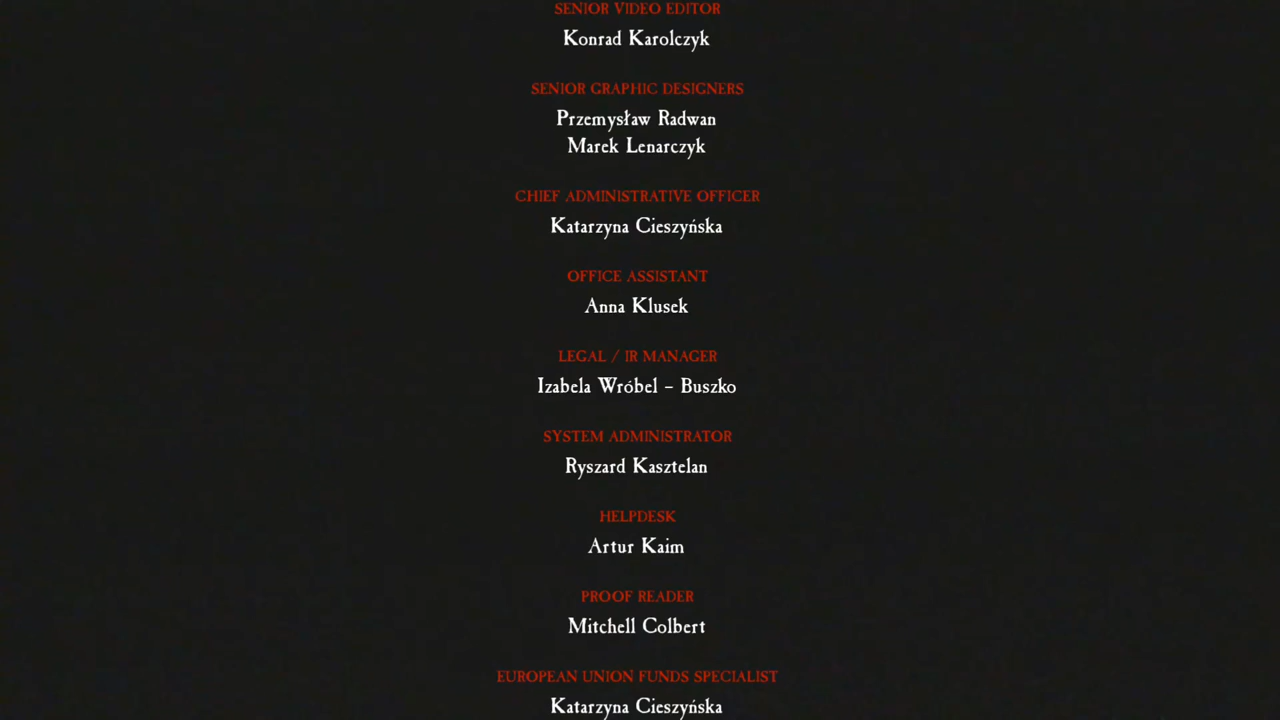 SENIOR VIDEO EDITOR
Konrad Karolczyk
SENIOR GRAPHIC DESIGNERS
Przemysław Radwan
Marek Lenarczyk
CHIEF ADMINISTRATIVE OFFICER
Katarzyna Cieszyńska
OFFICE ASSISTANT
Anna Klusek
LEGAL / IR MANAGER
Izabela Wróbel – Buszko
SYSTEM ADMINISTRATOR
Ryszard Kasztelan
HELPDESK
Artur Kaim
PROOF READER
Mitchell Colbert
EUROPEAN UNION FUNDS SPECIALIST
Katarzyna Cieszyńska